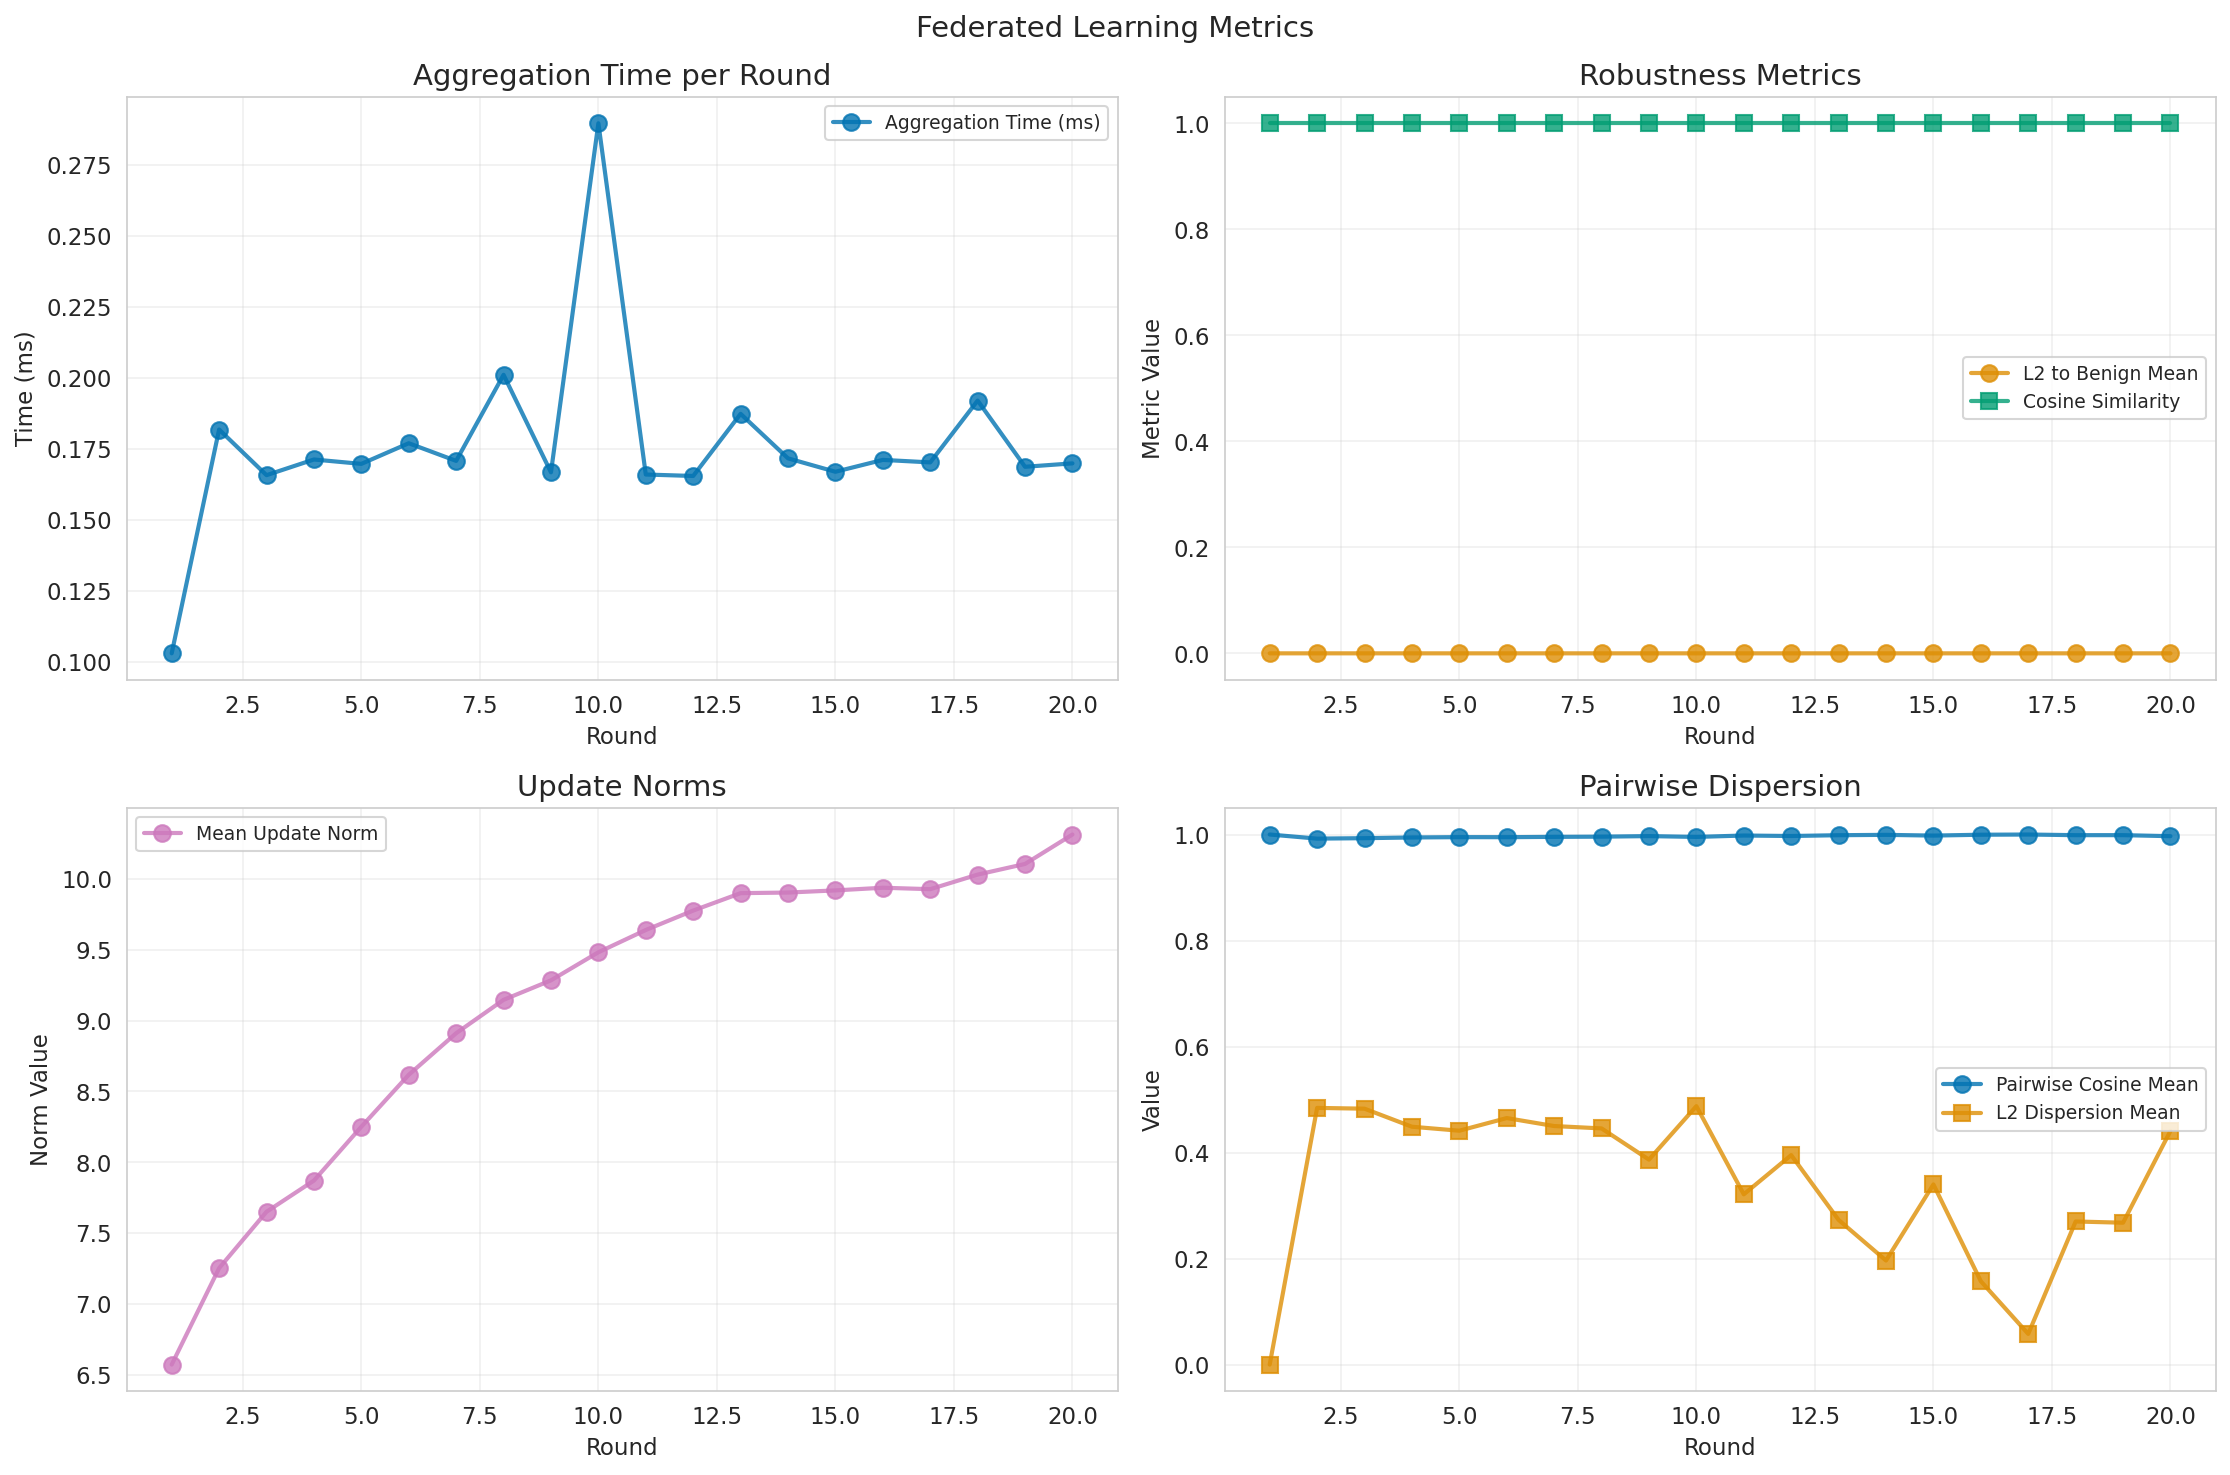 Federated Learning Metrics
Aggregation Time per Round
Aggregation Time (ms)
Time (ms)
0.275
0.250
0.225
0.200
0.175
0.150
0.125
0.100
2.5 5.0 7.5 10.0 12.5 15.0 17.5 20.0
Round
Robustness Metrics
Metric Value
1.0
0.8
0.6
0.4
0.2
0.0
L2 to Benign Mean
Cosine Similarity
2.5 5.0 7.5 10.0 12.5 15.0 17.5 20.0
Round
Update Norms
Mean Update Norm
Norm Value
10.0
9.5
9.0
8.5
8.0
7.5
7.0
6.5
2.5 5.0 7.5 10.0 12.5 15.0 17.5 20.0
Round
Pairwise Dispersion
Value
1.0
0.8
0.6
0.4
0.2
0.0
Pairwise Cosine Mean
L2 Dispersion Mean
2.5 5.0 7.5 10.0 12.5 15.0 17.5 20.0
Round